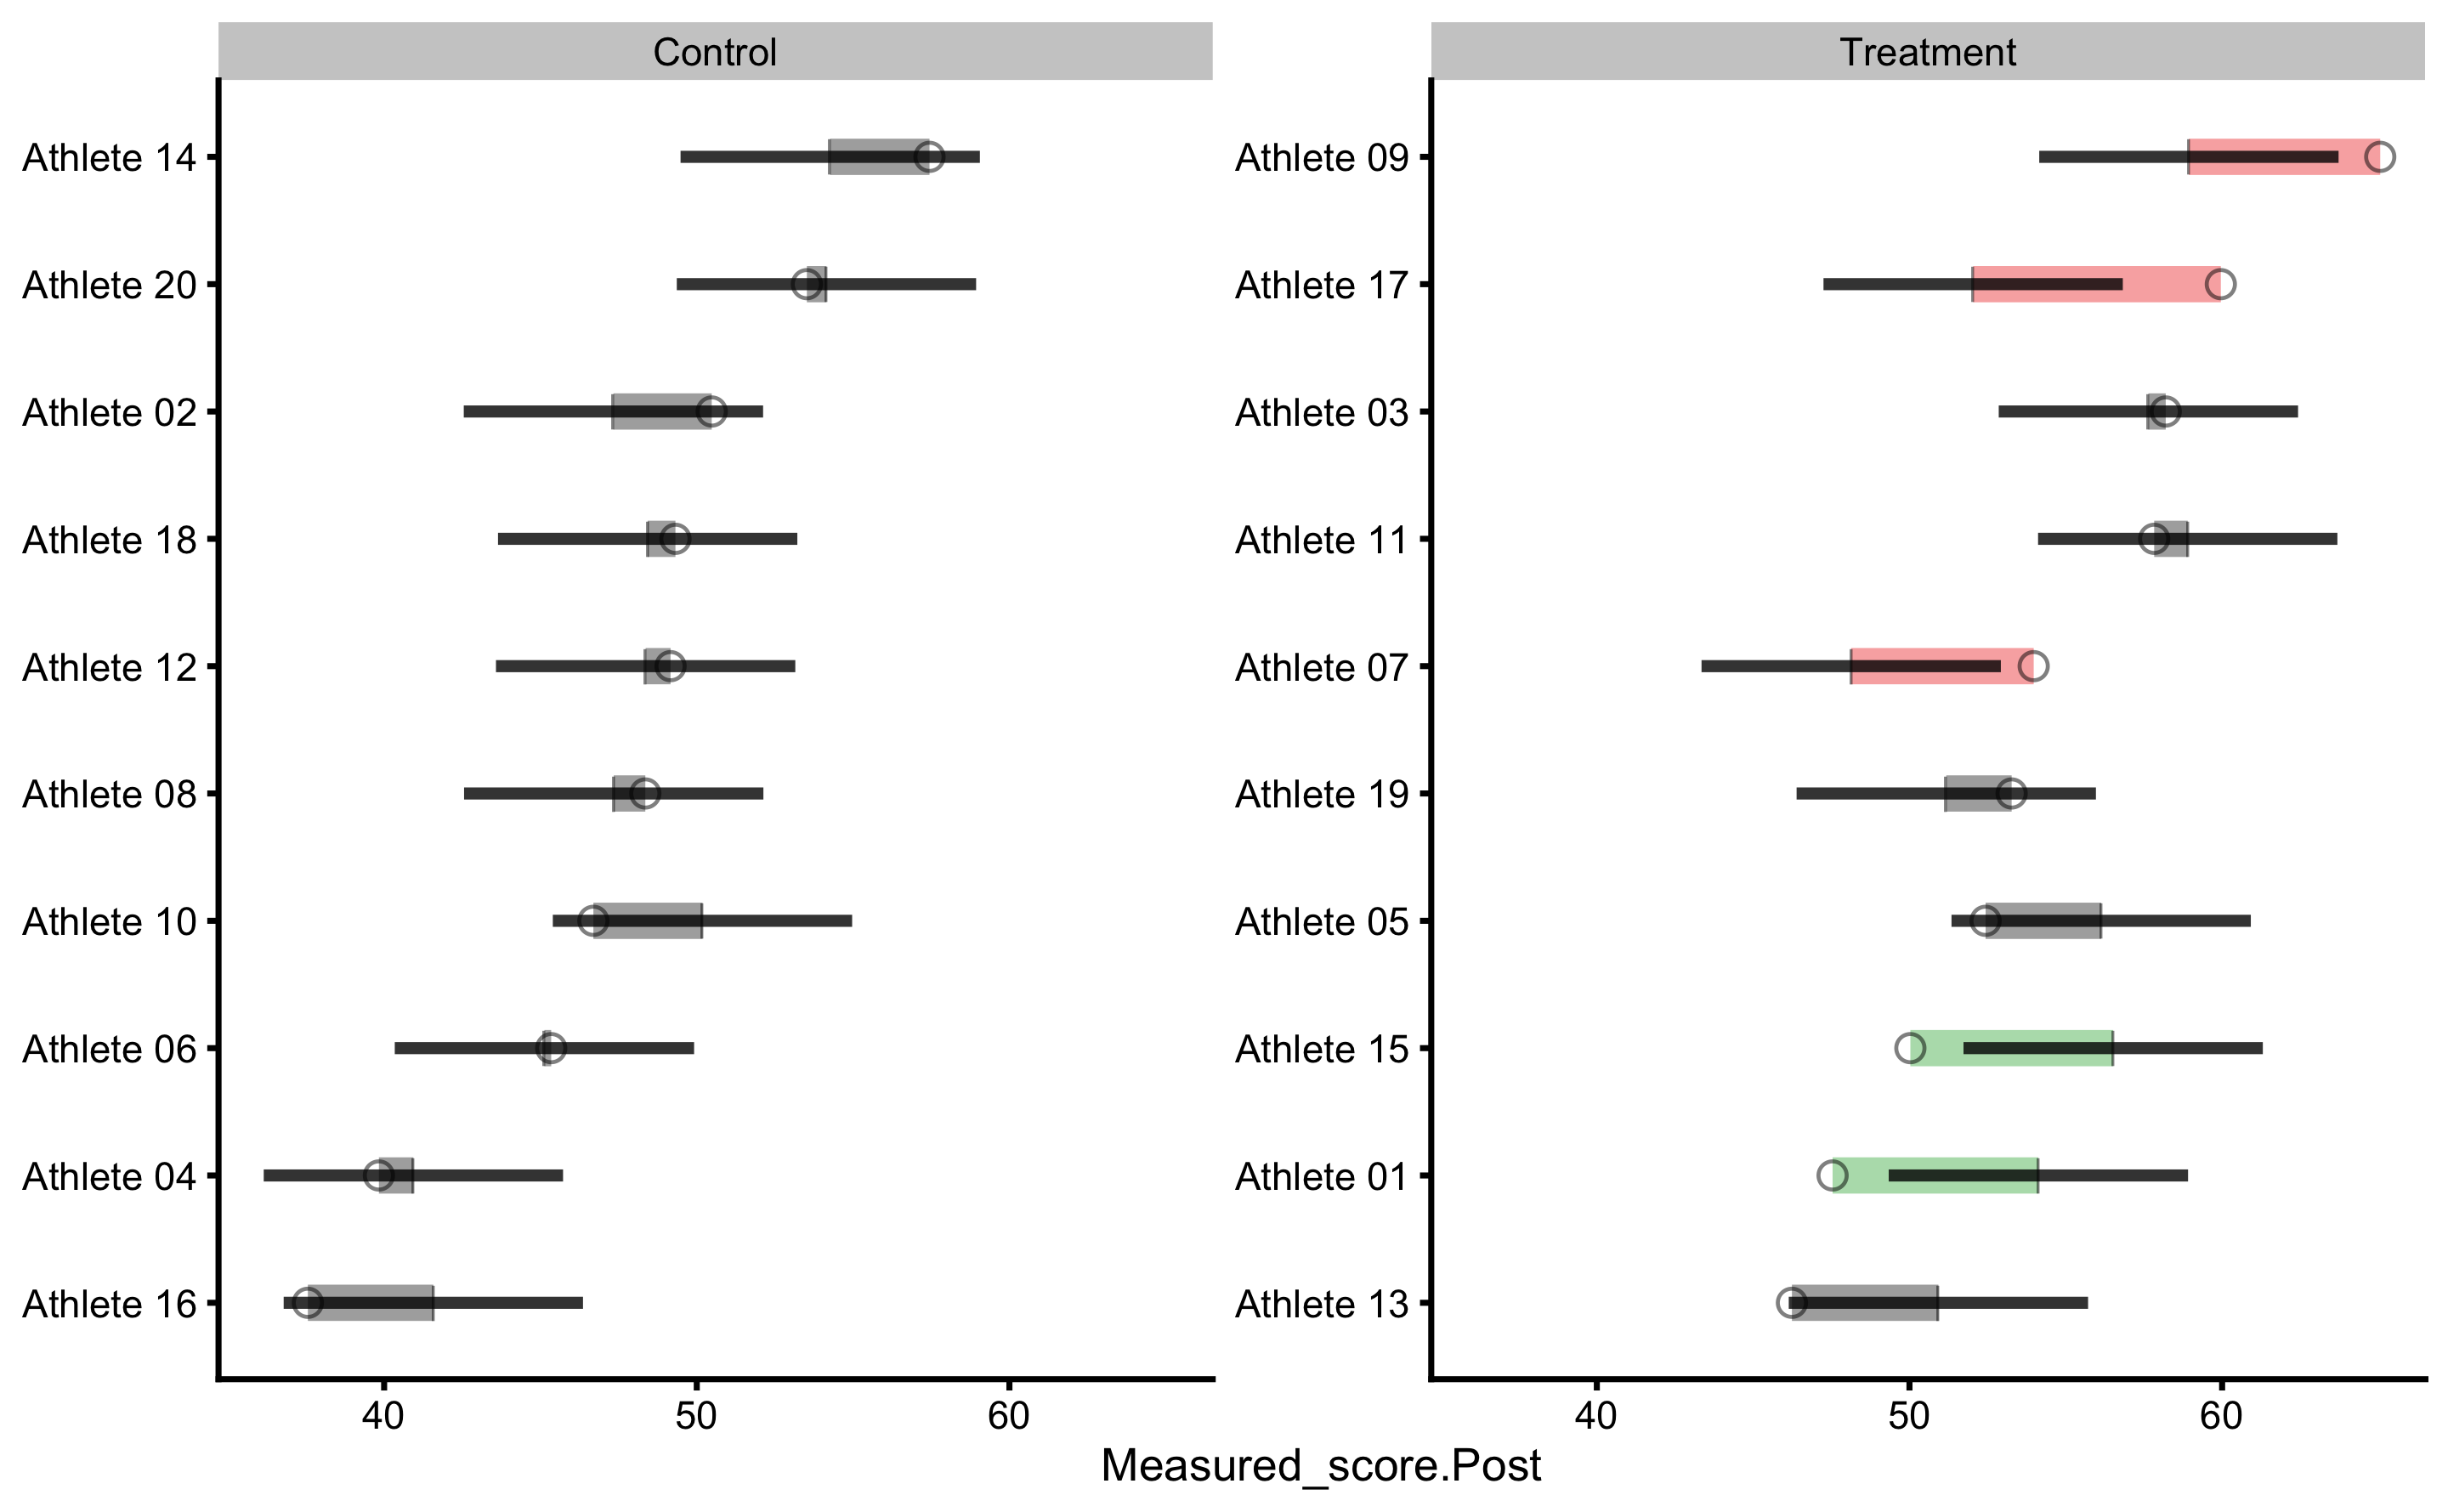 Control
Athlete 14
Athlete 20
Athlete 02
Athlete 18
Athlete 12
Athlete 08
Athlete 10
Athlete 06
Athlete 04
Athlete 16
40 50 60
Treatment
Athlete 09
Athlete 17
Athlete 03
Athlete 11
Athlete 07
Athlete 19
Athlete 05
Athlete 15
Athlete 01
Athlete 13
40 50 60
Measured_score.Post